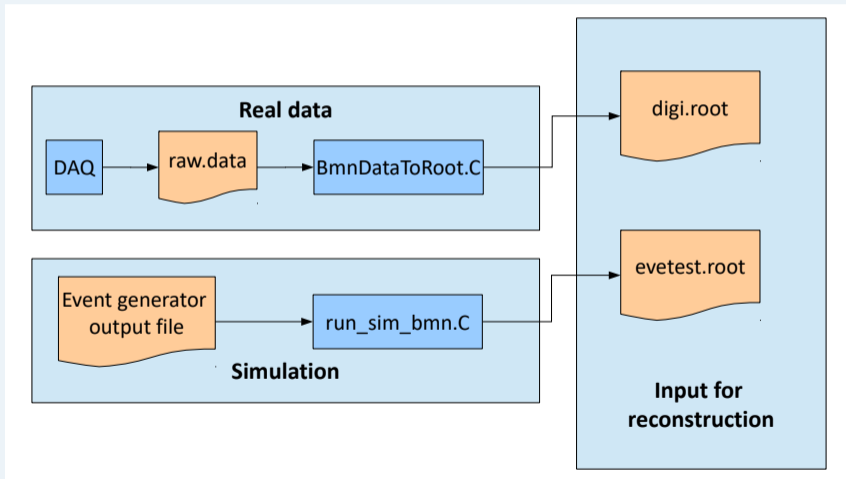 Real data
DAQ
raw.data
BmnDataToRoot.C
digi.root
Event generator
output file
run_sim_bmn.C
Simulation
evetest.root
Input for
reconstruction